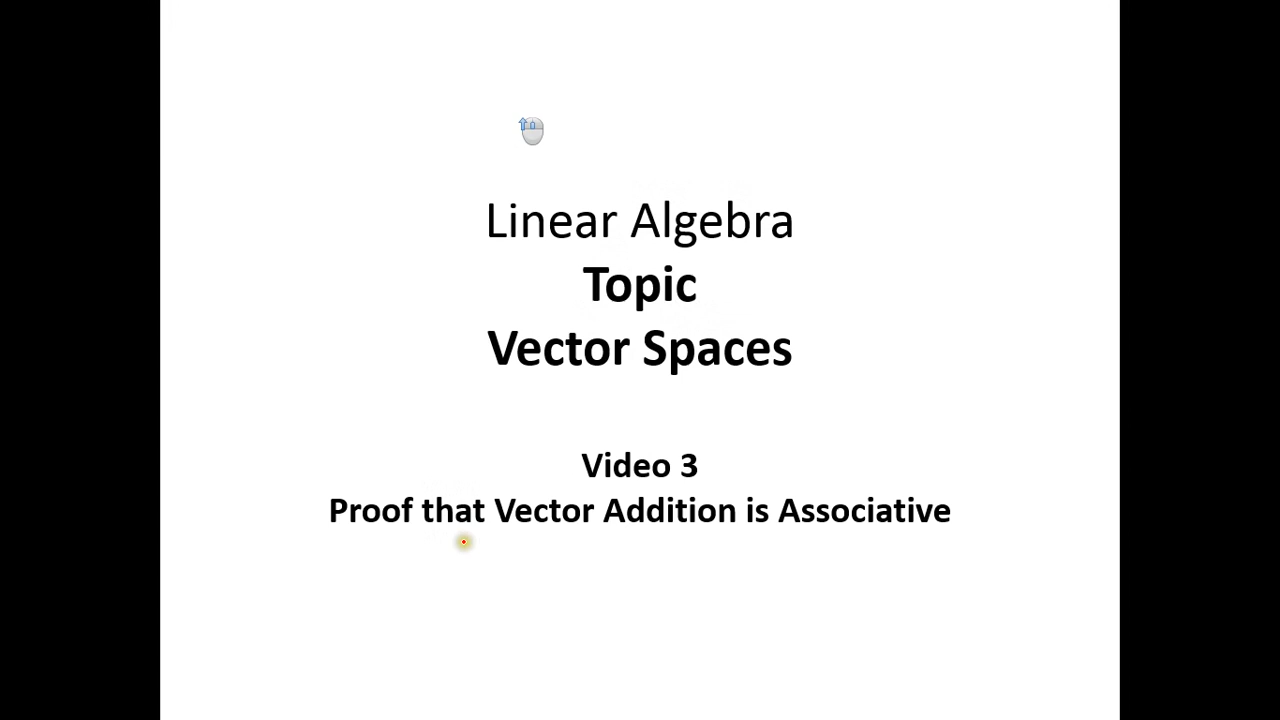 Linear Algebra
Topic
Vector Spaces
Video 3
Proof that Vector Addition is Associative